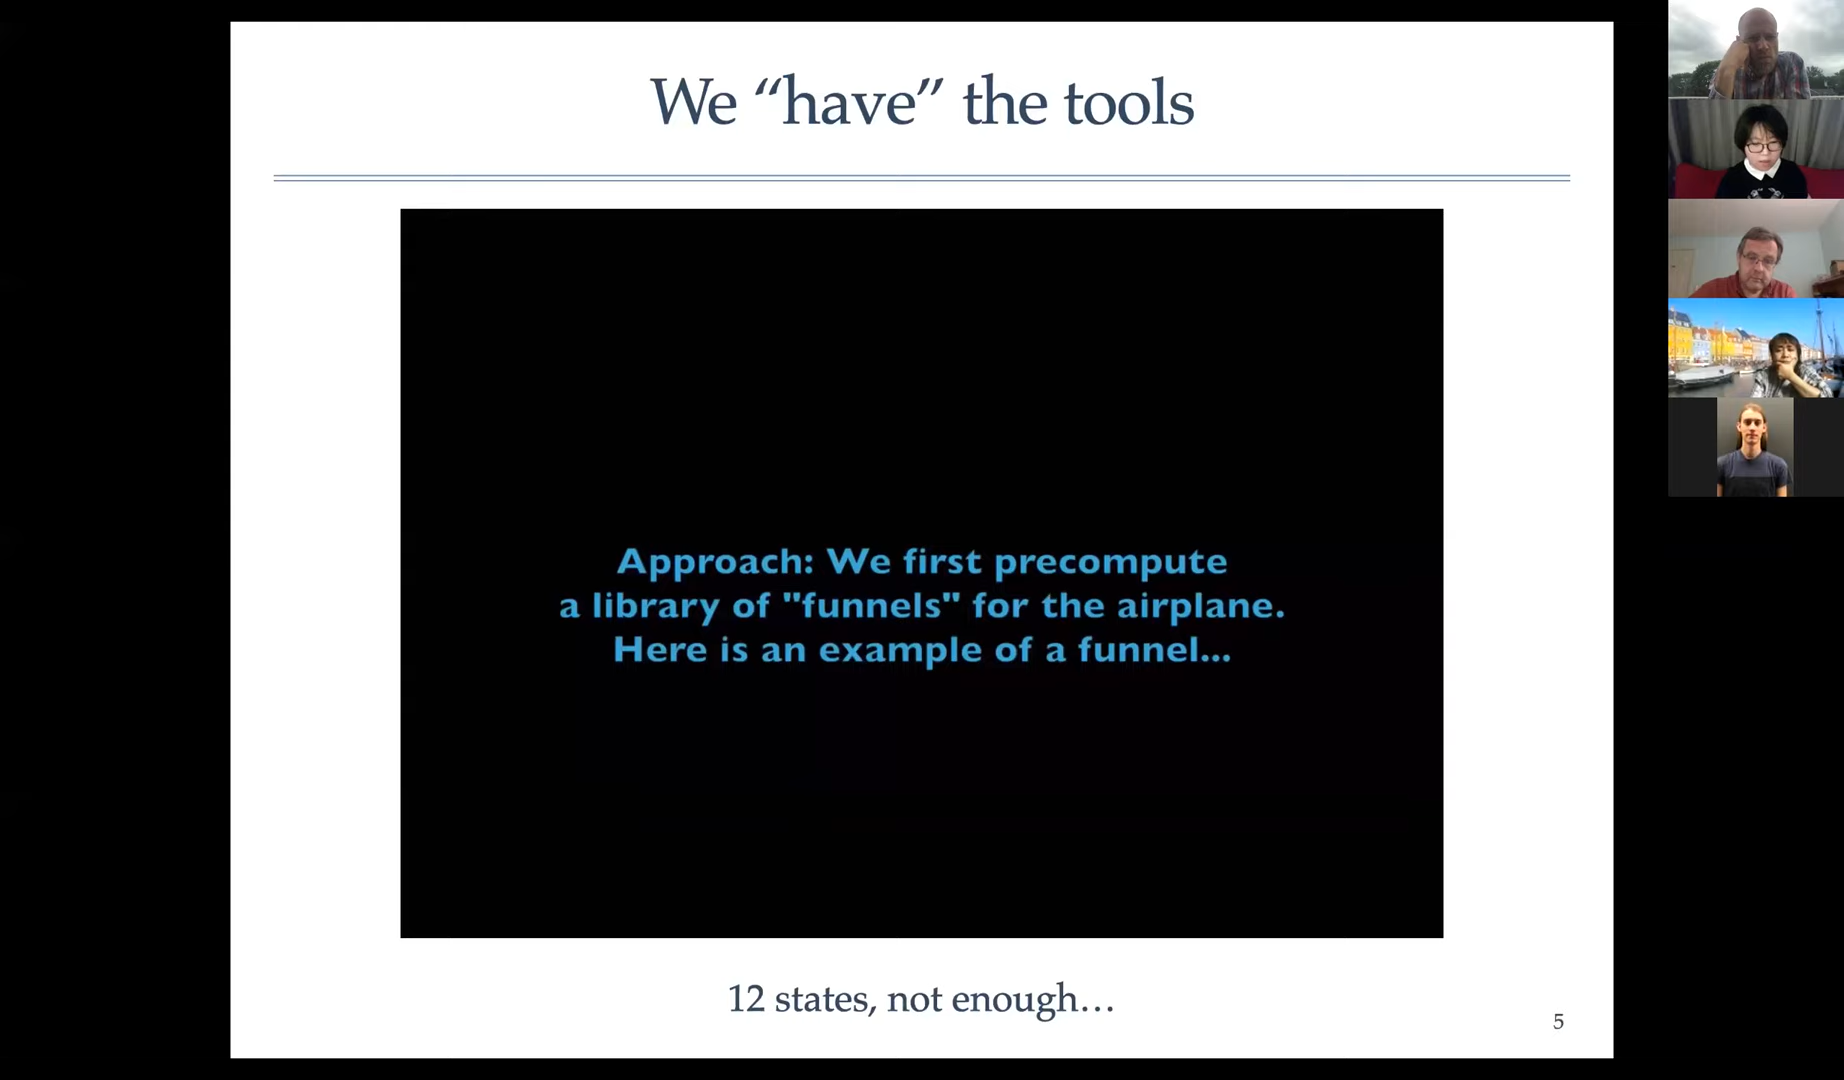 We “have” the tools
Approach: We first precompute
a library of "funnels" for the airplane.
Here is an example of a funnel...
12 states, not enough…
5